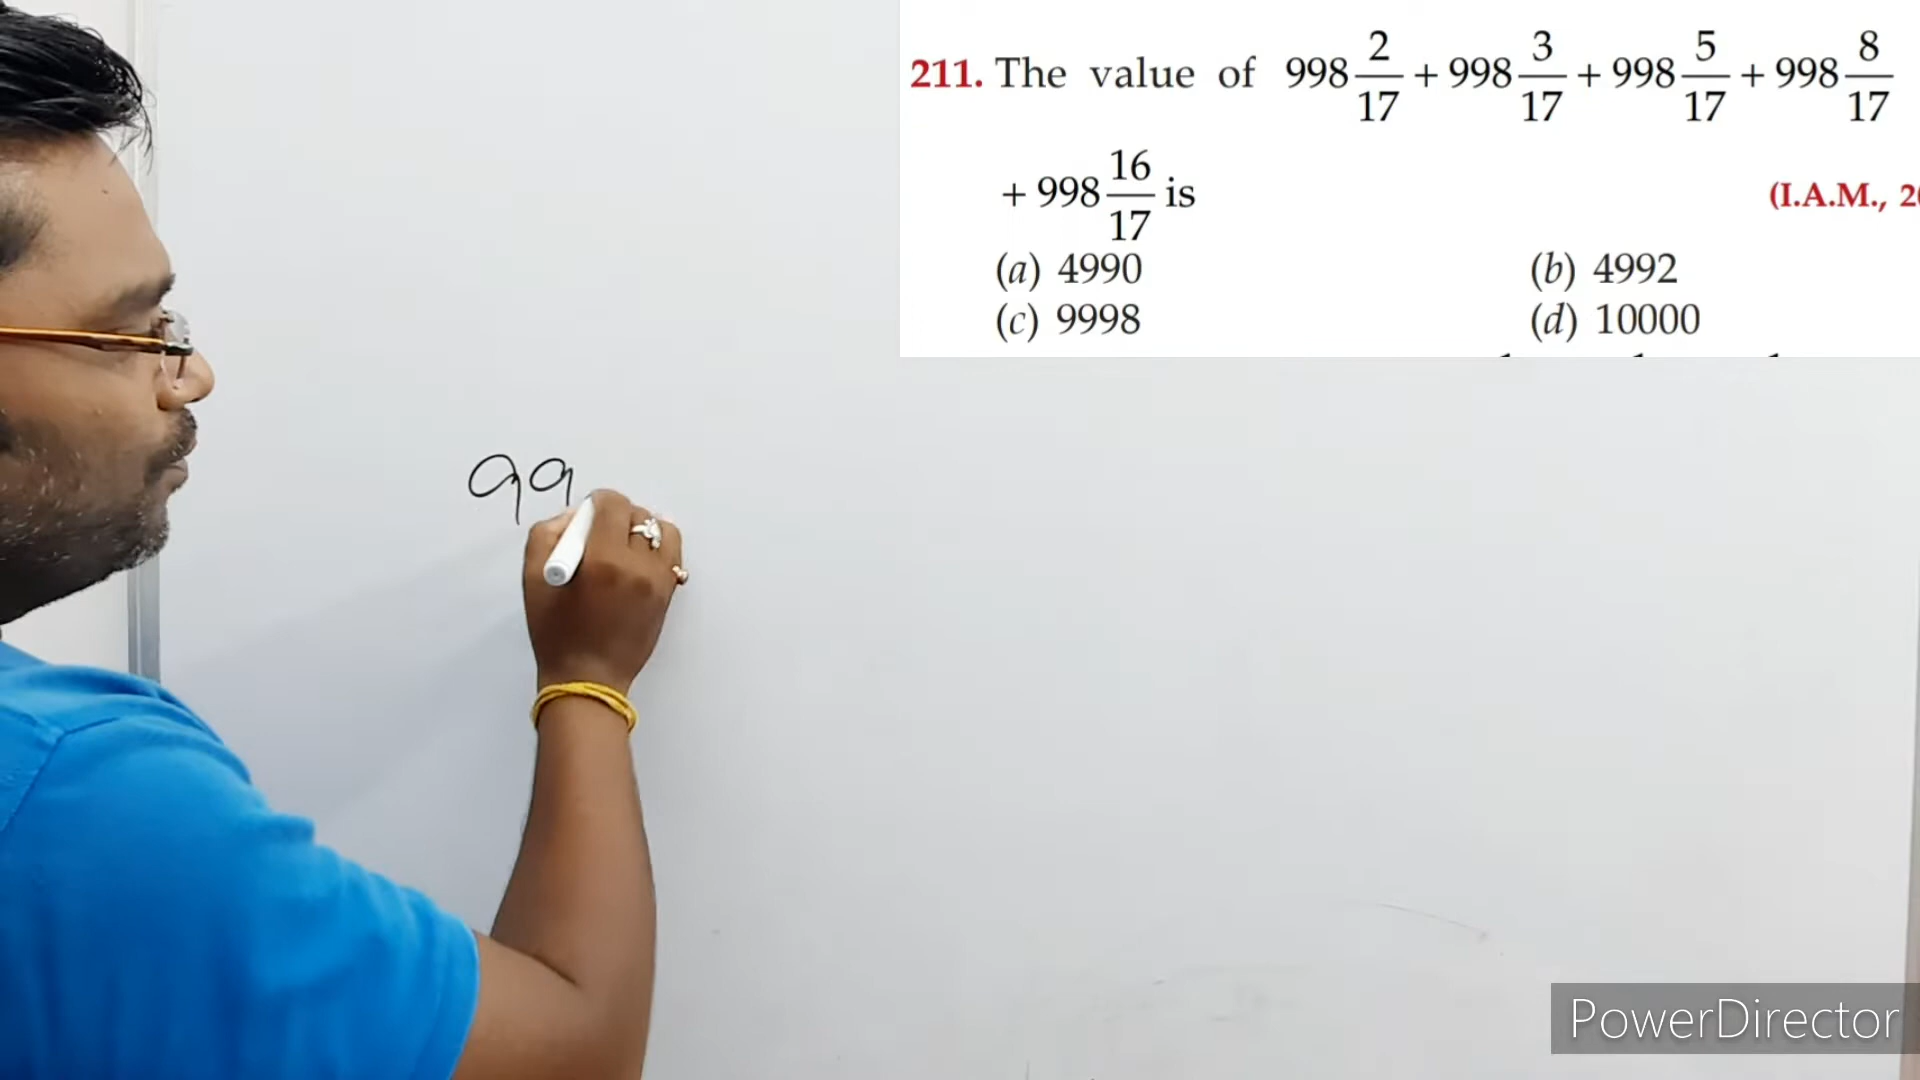 211. The value of 998 2/17 + 998 3/17 + 998 5/17 + 998 8/17
+ 998 16/17 is
(I.A.M., 20
(a) 4990 (b) 4992
(c) 9998 (d) 10000
99
PowerDirector